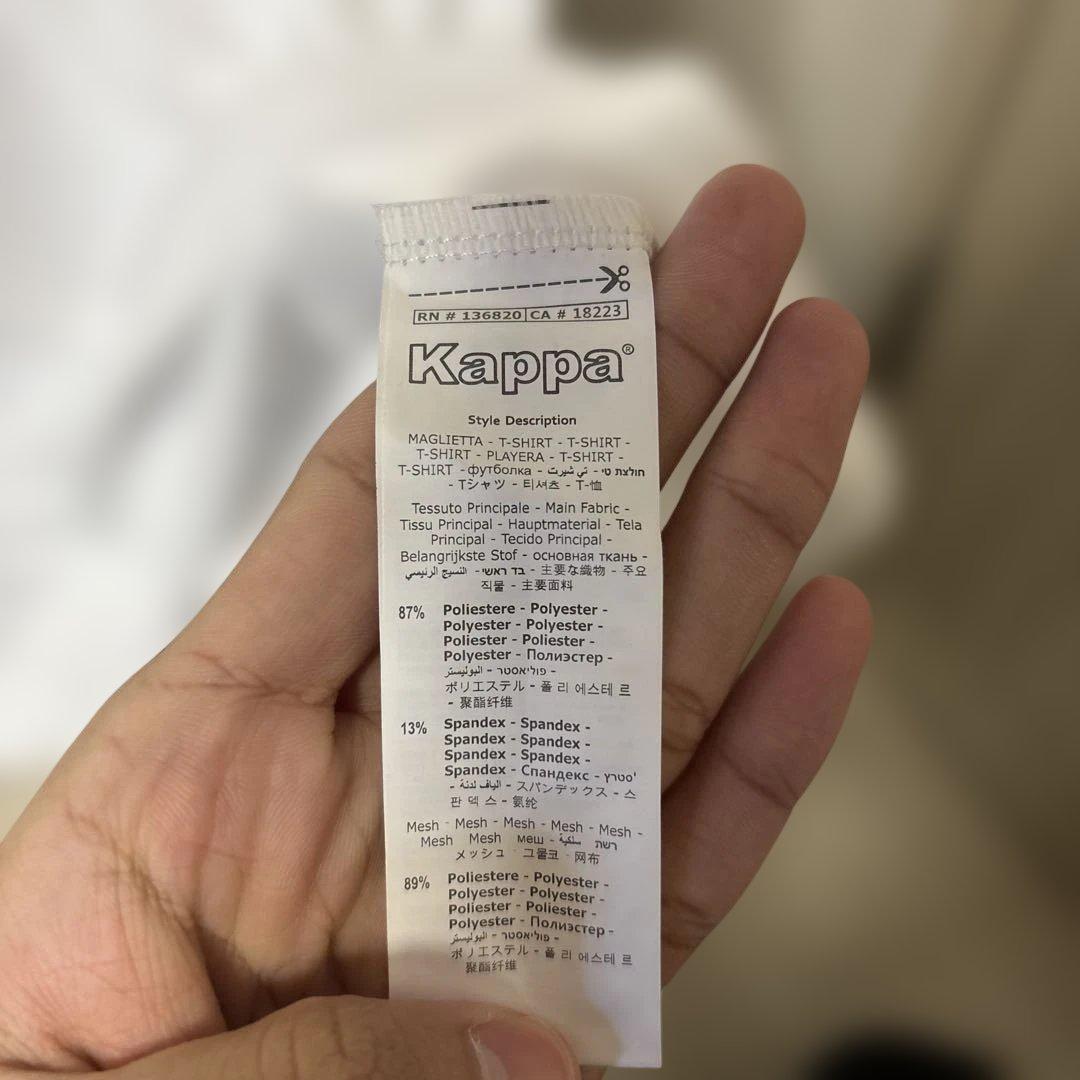 RN # 136820 CA # 18223
Kappa®
Style Description
MAGLIETTA - T-SHIRT - T-SHIRT -
T-SHIRT - PLAYERA - T-SHIRT -
T-SHIRT - футболка - تي شيرت - חולצת טי
- Tシャツ - 티셔츠 - T-恤
Tessuto Principale - Main Fabric -
Tissu Principal - Hauptmaterial - Tela
Principal - Tecido Principal -
Belangrijkste Stof - основная ткань -
النسيج الرئيسي - בד ראשי - 主要な織物 - 주요
직물 - 主要面料
87% Poliestere - Polyester -
Polyester - Polyester -
Poliester - Poliester -
Polyester - Полиэстер -
البوليستر - פוליאסטר -
ポリエステル - 폴 리 에스테 르
- 聚酯纤维
13% Spandex - Spandex -
Spandex - Spandex -
Spandex - Spandex -
Spandex - Спандекс - סטרץ'
- الياف لدنة - スパンデックス - 스
판 덱 스 - 氨纶
Mesh - Mesh - Mesh - Mesh - Mesh -
Mesh Mesh меш - سلكية רשת
メッシュ 그물코 网布
89% Poliestere - Polyester -
Polyester - Polyester -
Poliester - Poliester -
Polyester - Полиэстер -
البوليستر - פוליאסטר -
ポリエステル - 폴 리 에스테 르
聚酯纤维